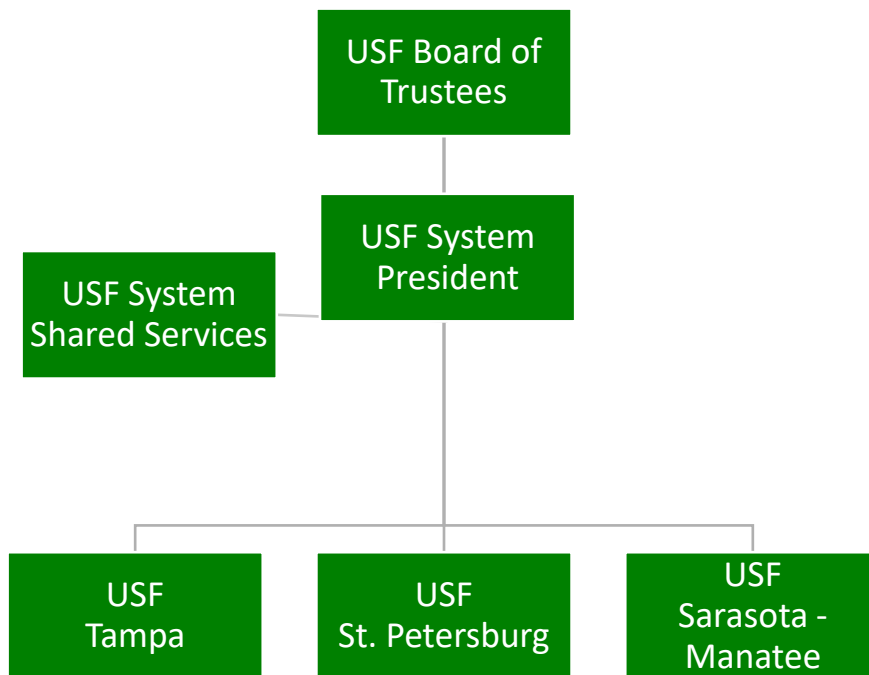 USF Board of
Trustees
USF System
President
USF System
Shared Services
USF
Tampa
USF
St. Petersburg
USF
Sarasota -
Manatee